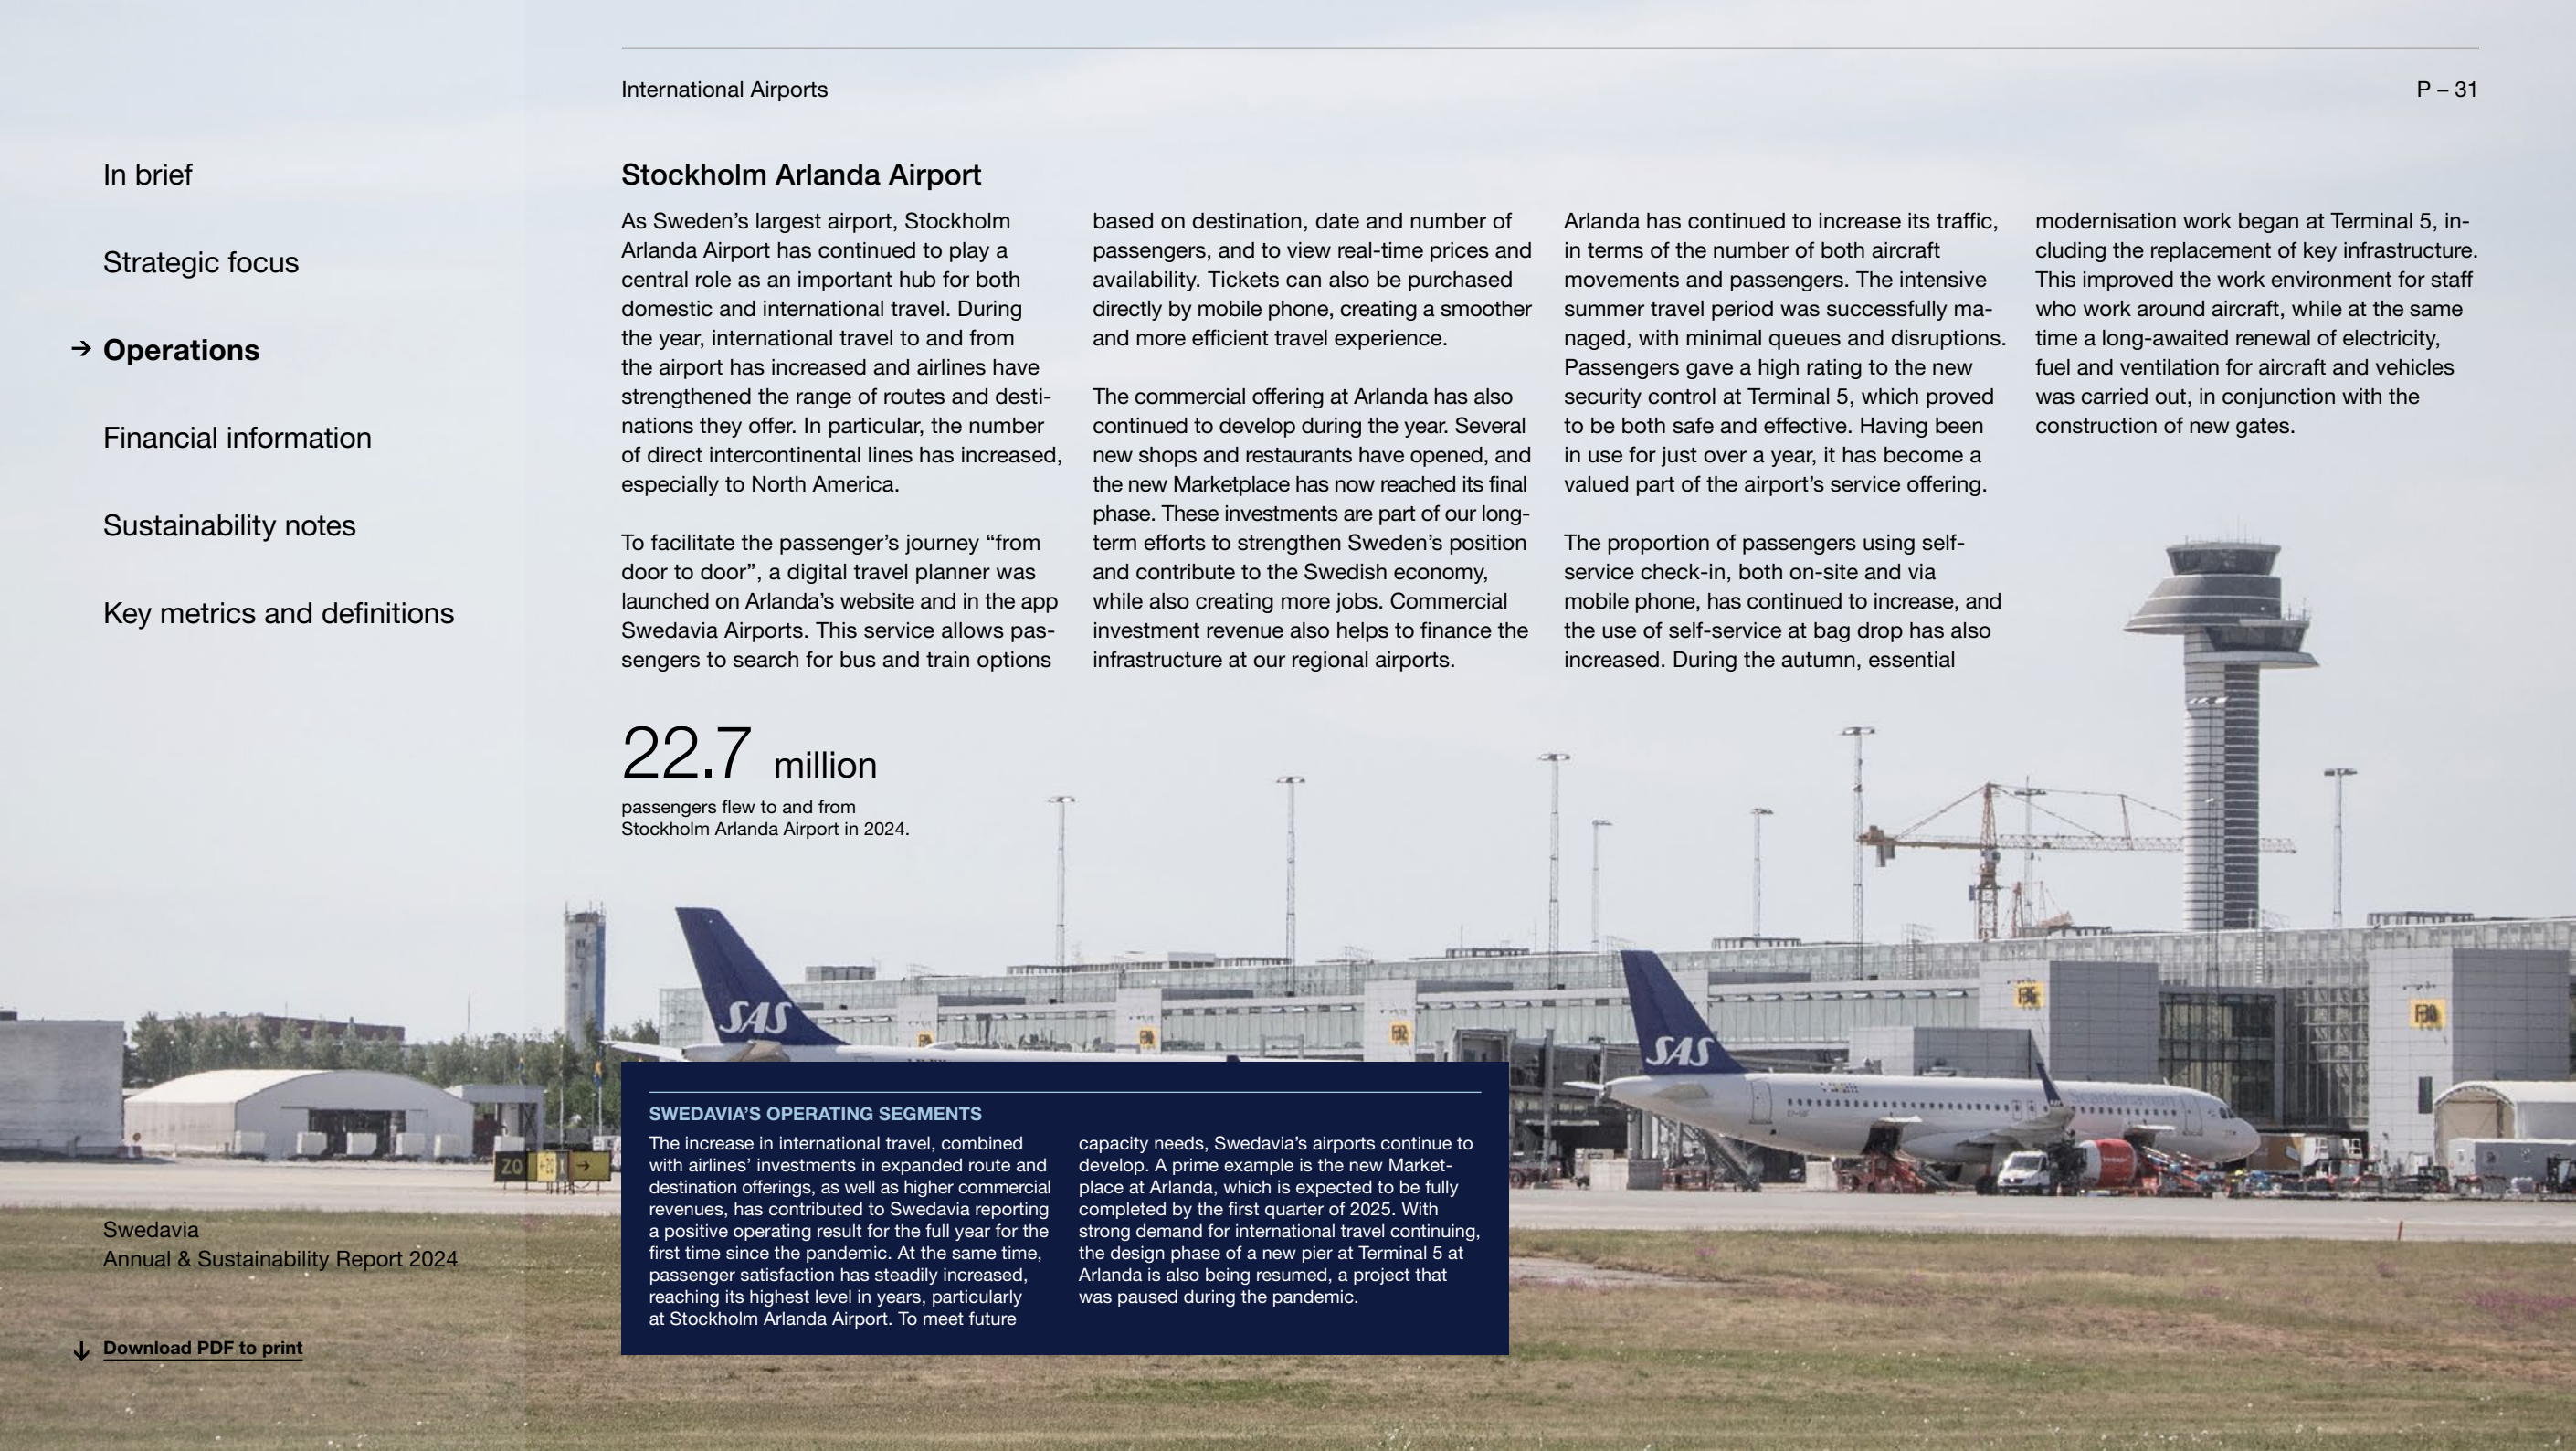 International Airports
P – 31
In brief
Strategic focus
→ Operations
Financial information
Sustainability notes
Key metrics and definitions
Stockholm Arlanda Airport
As Sweden’s largest airport, Stockholm
Arlanda Airport has continued to play a
central role as an important hub for both
domestic and international travel. During
the year, international travel to and from
the airport has increased and airlines have
strengthened the range of routes and desti-
nations they offer. In particular, the number
of direct intercontinental lines has increased,
especially to North America.
To facilitate the passenger’s journey “from
door to door”, a digital travel planner was
launched on Arlanda’s website and in the app
Swedavia Airports. This service allows pas-
sengers to search for bus and train options
based on destination, date and number of
passengers, and to view real-time prices and
availability. Tickets can also be purchased
directly by mobile phone, creating a smoother
and more efficient travel experience.
The commercial offering at Arlanda has also
continued to develop during the year. Several
new shops and restaurants have opened, and
the new Marketplace has now reached its final
phase. These investments are part of our long-
term efforts to strengthen Sweden’s position
and contribute to the Swedish economy,
while also creating more jobs. Commercial
investment revenue also helps to finance the
infrastructure at our regional airports.
Arlanda has continued to increase its traffic,
in terms of the number of both aircraft
movements and passengers. The intensive
summer travel period was successfully ma-
naged, with minimal queues and disruptions.
Passengers gave a high rating to the new
security control at Terminal 5, which proved
to be both safe and effective. Having been
in use for just over a year, it has become a
valued part of the airport’s service offering.
The proportion of passengers using self-
service check-in, both on-site and via
mobile phone, has continued to increase, and
the use of self-service at bag drop has also
increased. During the autumn, essential
modernisation work began at Terminal 5, in-
cluding the replacement of key infrastructure.
This improved the work environment for staff
who work around aircraft, while at the same
time a long-awaited renewal of electricity,
fuel and ventilation for aircraft and vehicles
was carried out, in conjunction with the
construction of new gates.
22.7 million
passengers flew to and from
Stockholm Arlanda Airport in 2024.
SAS
SAS
Scandinavian
ZO
SWEDAVIA’S OPERATING SEGMENTS
The increase in international travel, combined
with airlines’ investments in expanded route and
destination offerings, as well as higher commercial
revenues, has contributed to Swedavia reporting
a positive operating result for the full year for the
first time since the pandemic. At the same time,
passenger satisfaction has steadily increased,
reaching its highest level in years, particularly
at Stockholm Arlanda Airport. To meet future
capacity needs, Swedavia’s airports continue to
develop. A prime example is the new Market-
place at Arlanda, which is expected to be fully
completed by the first quarter of 2025. With
strong demand for international travel continuing,
the design phase of a new pier at Terminal 5 at
Arlanda is also being resumed, a project that
was paused during the pandemic.
Swedavia
Annual & Sustainability Report 2024
↓ Download PDF to print